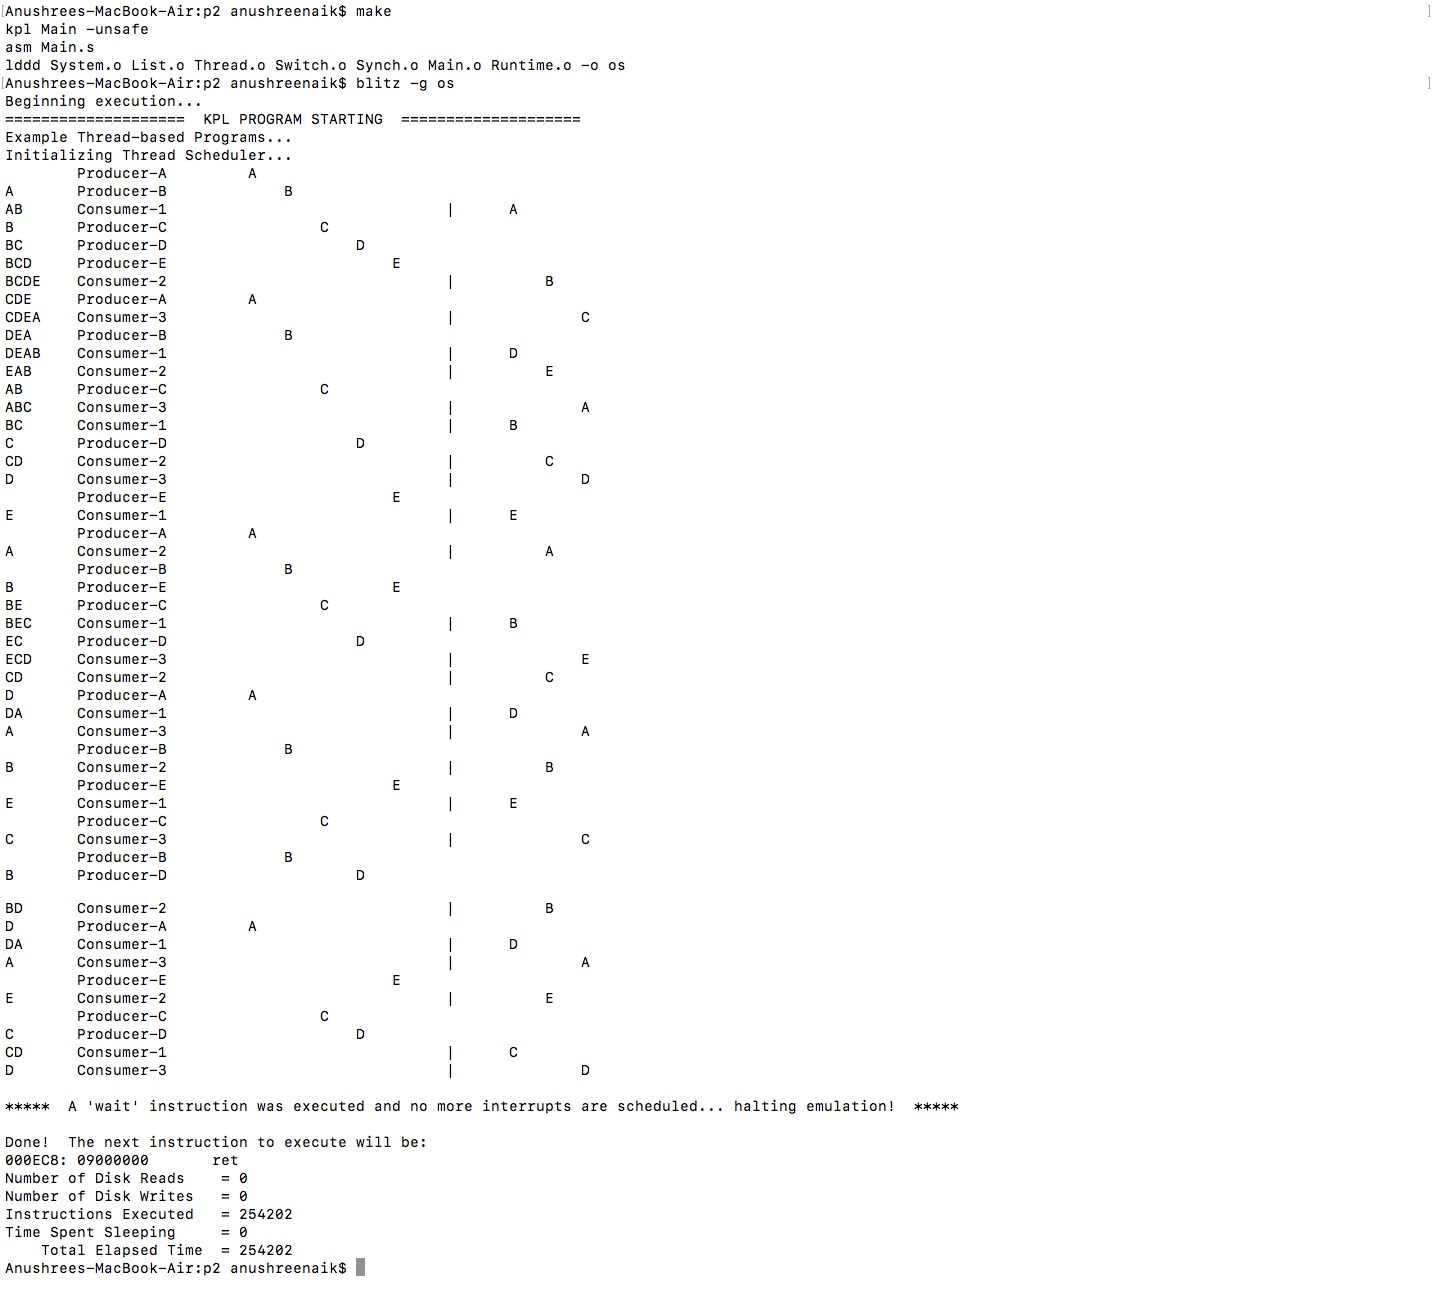 [Anushrees-MacBook-Air:p2 anushreenaik$ make ]
kpl Main -unsafe
asm Main.s
lddd System.o List.o Thread.o Switch.o Synch.o Main.o Runtime.o -o os
[Anushrees-MacBook-Air:p2 anushreenaik$ blitz -g os ]
Beginning execution...
==================== KPL PROGRAM STARTING ====================
Example Thread-based Programs...
Initializing Thread Scheduler...
        Producer-A         A
A       Producer-B             B
AB      Consumer-1                               |      A
B       Producer-C                 C
BC      Producer-D                     D
BCD     Producer-E                         E
BCDE    Consumer-2                               |          B
CDE     Producer-A         A
CDEA    Consumer-3                               |              C
DEA     Producer-B             B
DEAB    Consumer-1                               |      D
EAB     Consumer-2                               |          E
AB      Producer-C                 C
ABC     Consumer-3                               |              A
BC      Consumer-1                               |      B
C       Producer-D                     D
CD      Consumer-2                               |          C
D       Consumer-3                               |              D
        Producer-E                         E
E       Consumer-1                               |      E
        Producer-A         A
A       Consumer-2                               |          A
        Producer-B             B
B       Producer-E                         E
BE      Producer-C                 C
BEC     Consumer-1                               |      B
EC      Producer-D                     D
ECD     Consumer-3                               |              E
CD      Consumer-2                               |          C
D       Producer-A         A
DA      Consumer-1                               |      D
A       Consumer-3                               |              A
        Producer-B             B
B       Consumer-2                               |          B
        Producer-E                         E
E       Consumer-1                               |      E
        Producer-C                 C
C       Consumer-3                               |              C
        Producer-B             B
B       Producer-D                     D
BD      Consumer-2                               |          B
D       Producer-A         A
DA      Consumer-1                               |      D
A       Consumer-3                               |              A
        Producer-E                         E
E       Consumer-2                               |          E
        Producer-C                 C
C       Producer-D                     D
CD      Consumer-1                               |      C
D       Consumer-3                               |              D
***** A 'wait' instruction was executed and no more interrupts are scheduled... halting emulation! *****
Done! The next instruction to execute will be:
000EC8: 09000000       ret
Number of Disk Reads    = 0
Number of Disk Writes   = 0
Instructions Executed   = 254202
Time Spent Sleeping     = 0
    Total Elapsed Time  = 254202
Anushrees-MacBook-Air:p2 anushreenaik$